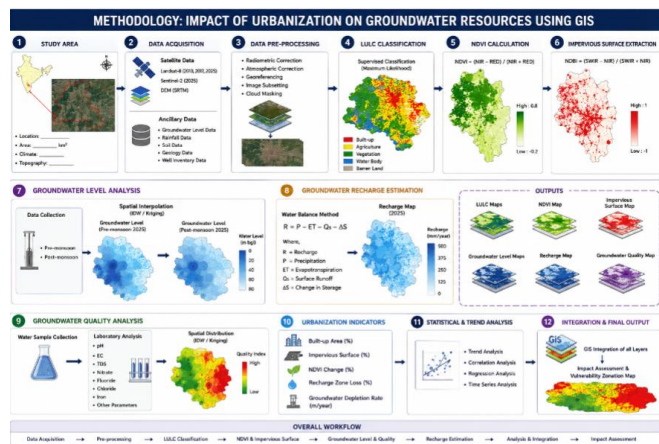 METHODOLOGY: IMPACT OF URBANIZATION ON GROUNDWATER RESOURCES USING GIS
1 STUDY AREA
• Location: ________
• Area: ________ km²
• Climate: ________
• Topography: ________
2 DATA ACQUISITION
Satellite Data
Sentinel-2 (2025)
DEM (SRTM)
Ancillary Data
• Groundwater Level Data
• Rainfall Data
• Soil Data
• Geology Data
• Well Inventory Data
3 DATA PRE-PROCESSING
• Radiometric Correction
• Atmospheric Correction
• Georeferencing
• Image Subsetting
• Cloud Masking
4 LULC CLASSIFICATION
Supervised Classification
(Maximum Likelihood)
Built-up
Agriculture
Vegetation
Water Body
Barren Land
5 NDVI CALCULATION
NDVI = (NIR - RED) / (NIR + RED)
High : 0.8
Low : -0.2
6 IMPERVIOUS SURFACE EXTRACTION
NDBI = (SWIR - NIR) / (SWIR + NIR)
High : 1
Low : -1
7 GROUNDWATER LEVEL ANALYSIS
Data Collection
• Pre-monsoon
• Post-monsoon
Spatial Interpolation
(IDW / Kriging)
Groundwater Level
(Pre-monsoon 2025)
Groundwater Level
(Post-monsoon 2025)
Water Level
(m bgl)
0
20
40
60
80
8 GROUNDWATER RECHARGE ESTIMATION
Water Balance Method
R = P - ET - Qs - ΔS
Where,
R = Recharge
P = Precipitation
ET = Evapotranspiration
Qs = Surface Runoff
ΔS = Change in Storage
Recharge Map
(2025)
Recharge
(mm/year)
500
375
250
125
0
OUTPUTS
LULC Maps
NDVI Map
Impervious
Surface Map
Groundwater Level Maps
Recharge Map
Groundwater Quality Map
9 GROUNDWATER QUALITY ANALYSIS
Water Sample Collection
Laboratory Analysis
• pH
• EC
• TDS
• Nitrate
• Fluoride
• Chloride
• Iron
• Other Parameters
Spatial Distribution
(IDW / Kriging)
Quality Index
High
Low
10 URBANIZATION INDICATORS
Built-up Area (%)
Impervious Surface (%)
NDVI Change (%)
Recharge Zone Loss (%)
Groundwater Depletion Rate
(m/year)
11 STATISTICAL & TREND ANALYSIS
• Trend Analysis
• Correlation Analysis
• Regression Analysis
• Time Series Analysis
12 INTEGRATION & FINAL OUTPUT
GIS
GIS Integration of all Layers
Impact Assessment &
Vulnerability Zonation Map
OVERALL WORKFLOW
Data Acquisition → Pre-processing → LULC Classification → NDVI & Impervious Surface → Groundwater Level & Quality → Recharge Estimation → Analysis & Integration → Impact Assessment